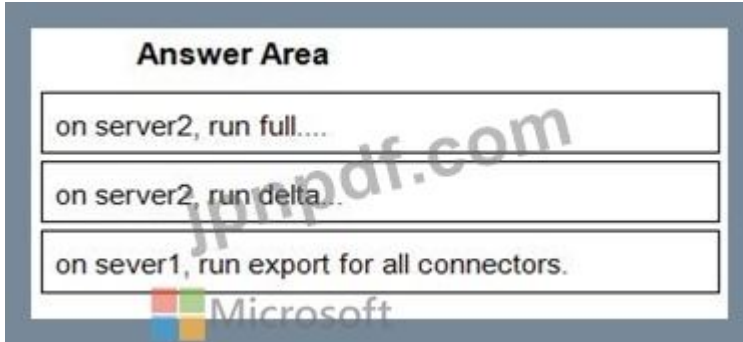 Answer Area
on server2, run full....
on server2, run delta...
on sever1, run export for all connectors.
jpnpdf.com
Microsoft